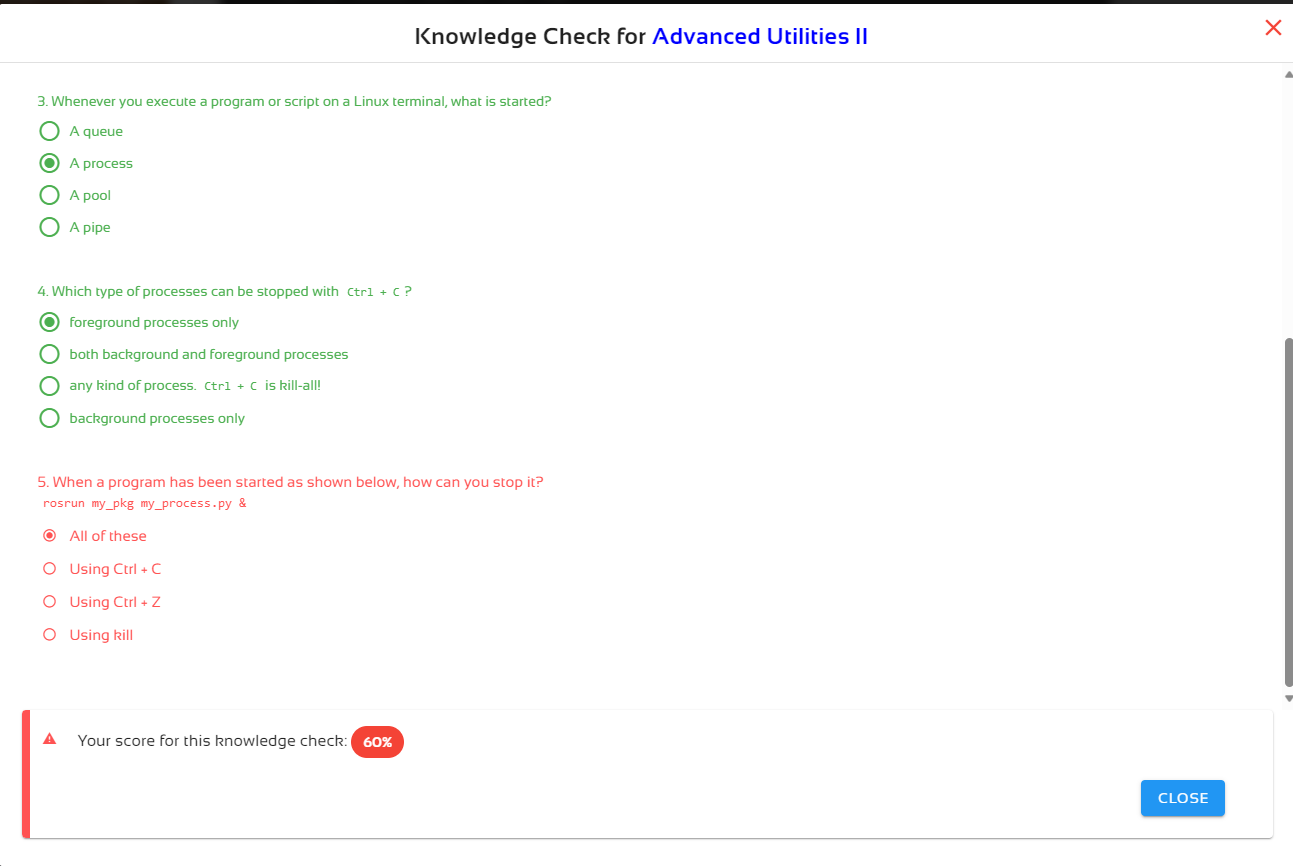 Knowledge Check for Advanced Utilities II
3. Whenever you execute a program or script on a Linux terminal, what is started?
A queue
A process
A pool
A pipe
4. Which type of processes can be stopped with Ctrl + C ?
foreground processes only
both background and foreground processes
any kind of process. Ctrl + C is kill-all!
background processes only
5. When a program has been started as shown below, how can you stop it?
rosrun my_pkg my_process.py &
All of these
Using Ctrl + C
Using Ctrl + Z
Using kill
Your score for this knowledge check: 60%
CLOSE